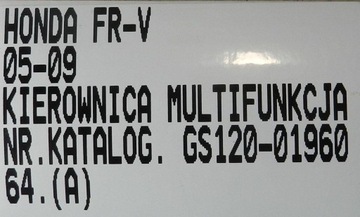 HONDA FR-V
05-09
KIEROWNICA MULTIFUNKCJA
NR.KATALOG. GS120-01960
64.(A)